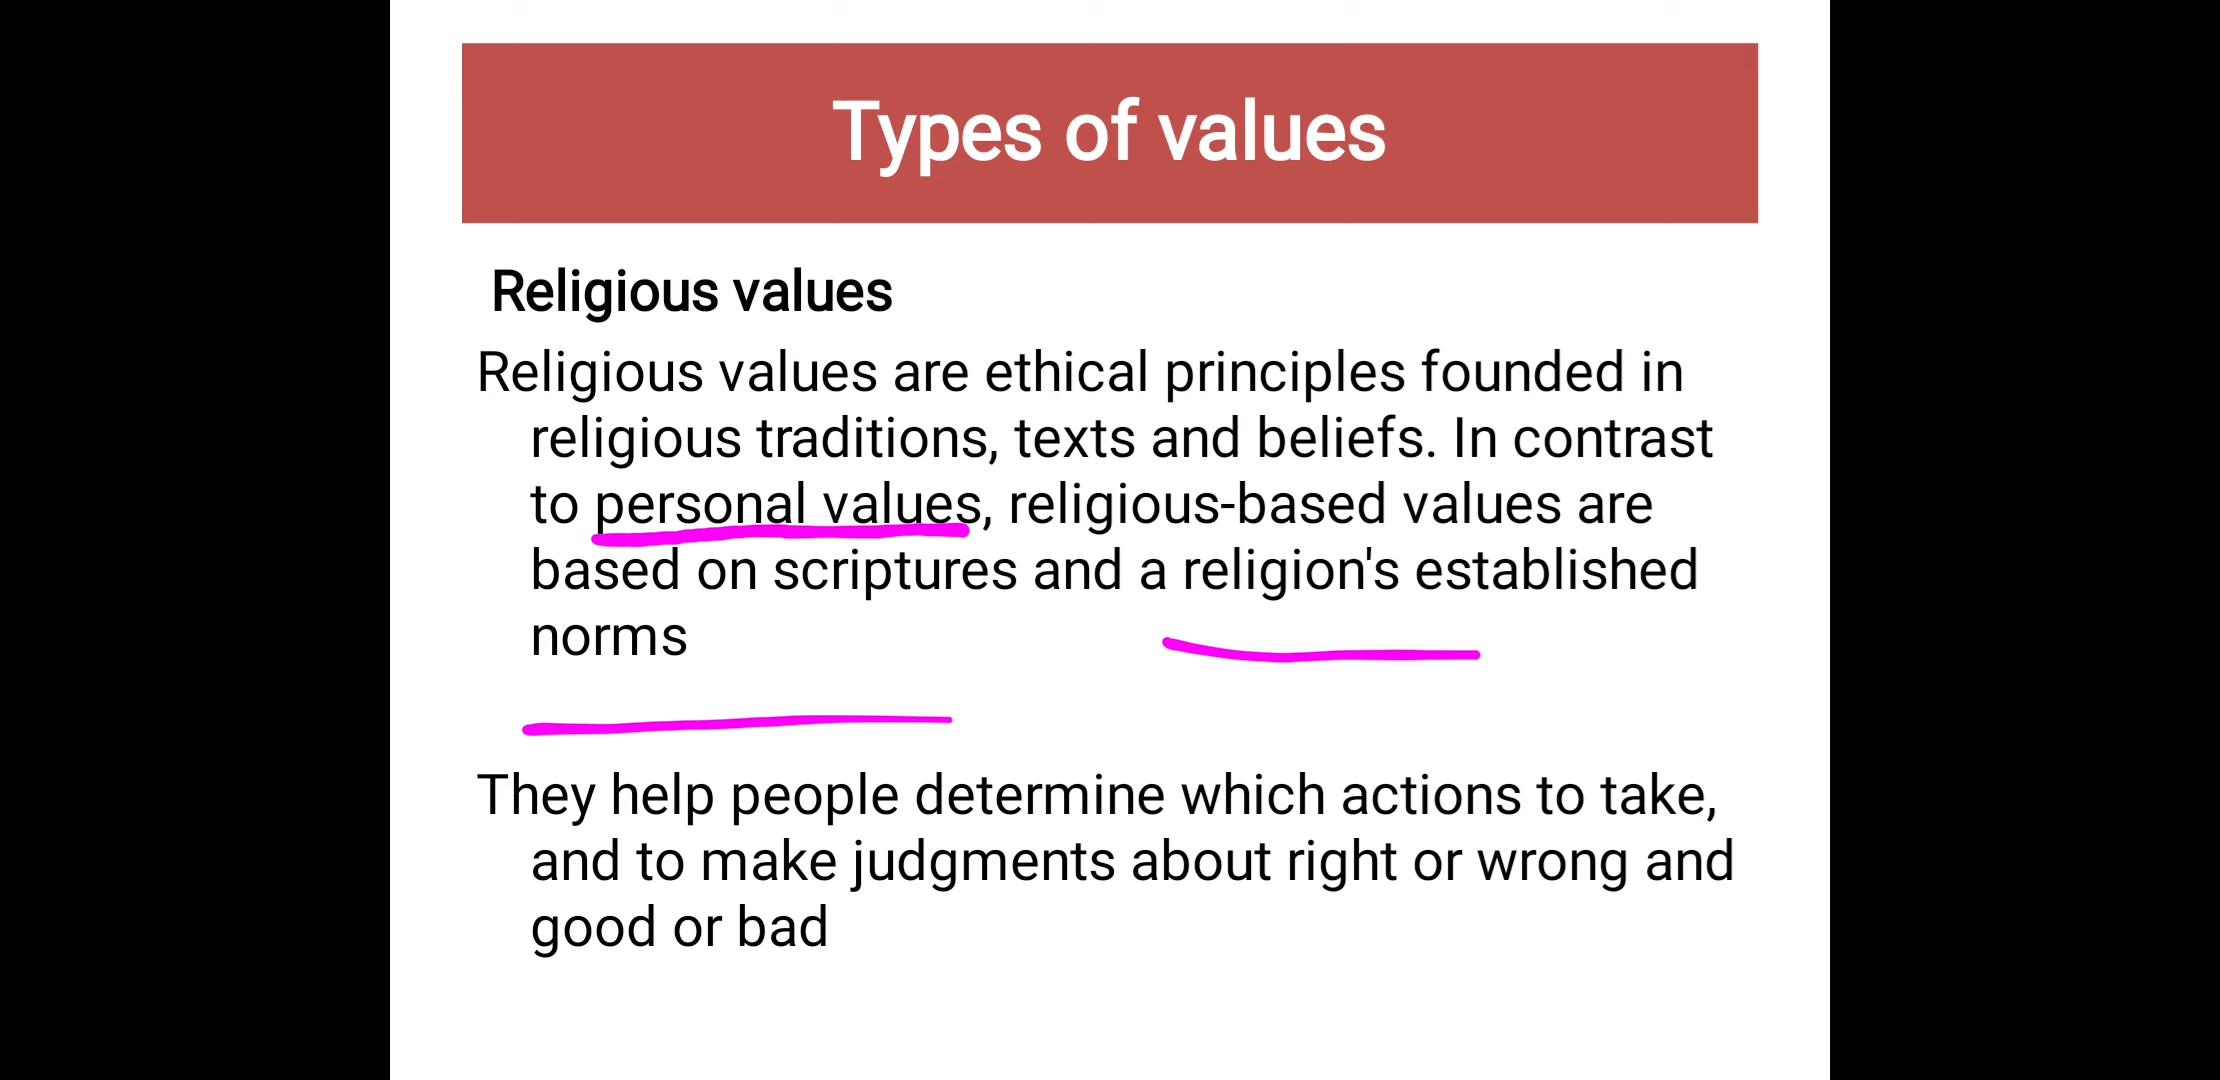 Types of values
Religious values
Religious values are ethical principles founded in
religious traditions, texts and beliefs. In contrast
to personal values, religious-based values are
based on scriptures and a religion's established
norms
They help people determine which actions to take,
and to make judgments about right or wrong and
good or bad